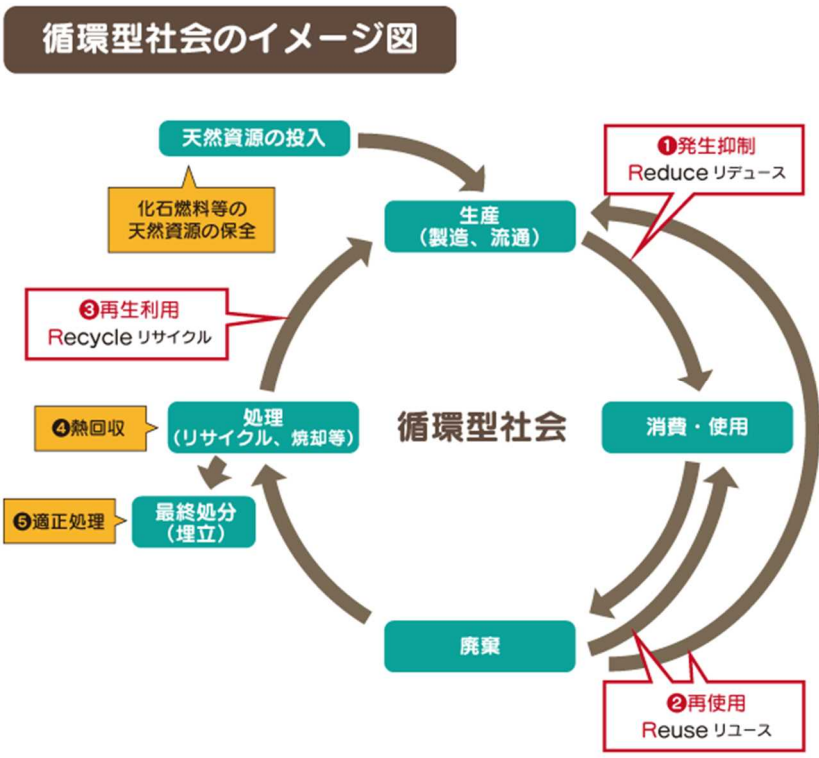 循環型社会のイメージ図
天然資源の投入
化石燃料等の
天然資源の保全
❶発生抑制
Reduce リデュース
生産
（製造、流通）
❸再生利用
Recycle リサイクル
❹熱回収
処理
（リサイクル、焼却等）
循環型社会
消費・使用
❺適正処理
最終処分
（埋立）
廃棄
❷再使用
Reuse リユース